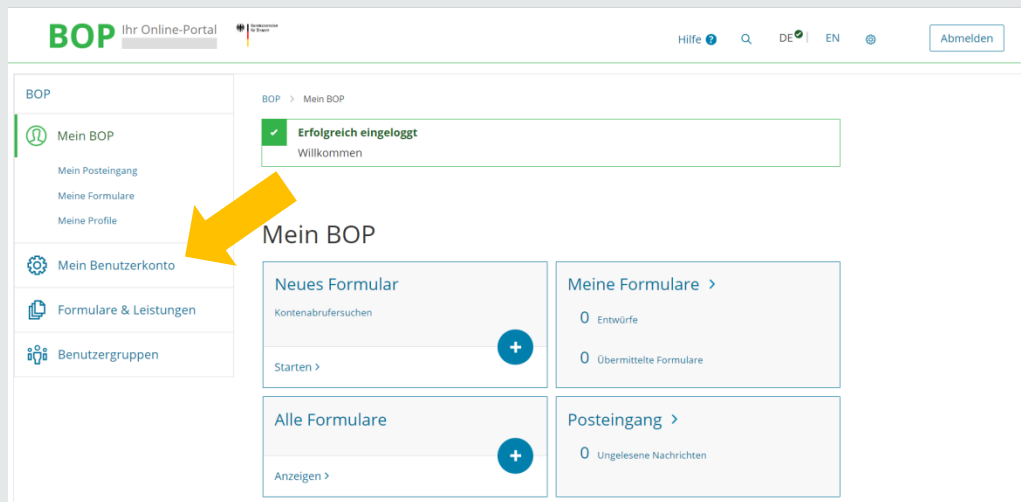 BOP Ihr Online-Portal
Hilfe ?
DE
EN
Abmelden
BOP
Mein BOP
Mein Posteingang
Meine Formulare
Meine Profile
Mein Benutzerkonto
Formulare & Leistungen
Benutzergruppen
BOP > Mein BOP
Erfolgreich eingeloggt
Willkommen
Mein BOP
Neues Formular
Kontenabrufersuchen
Starten >
Meine Formulare >
0 Entwürfe
0 Übermittelte Formulare
Alle Formulare
Anzeigen >
Posteingang >
0 Ungelesene Nachrichten